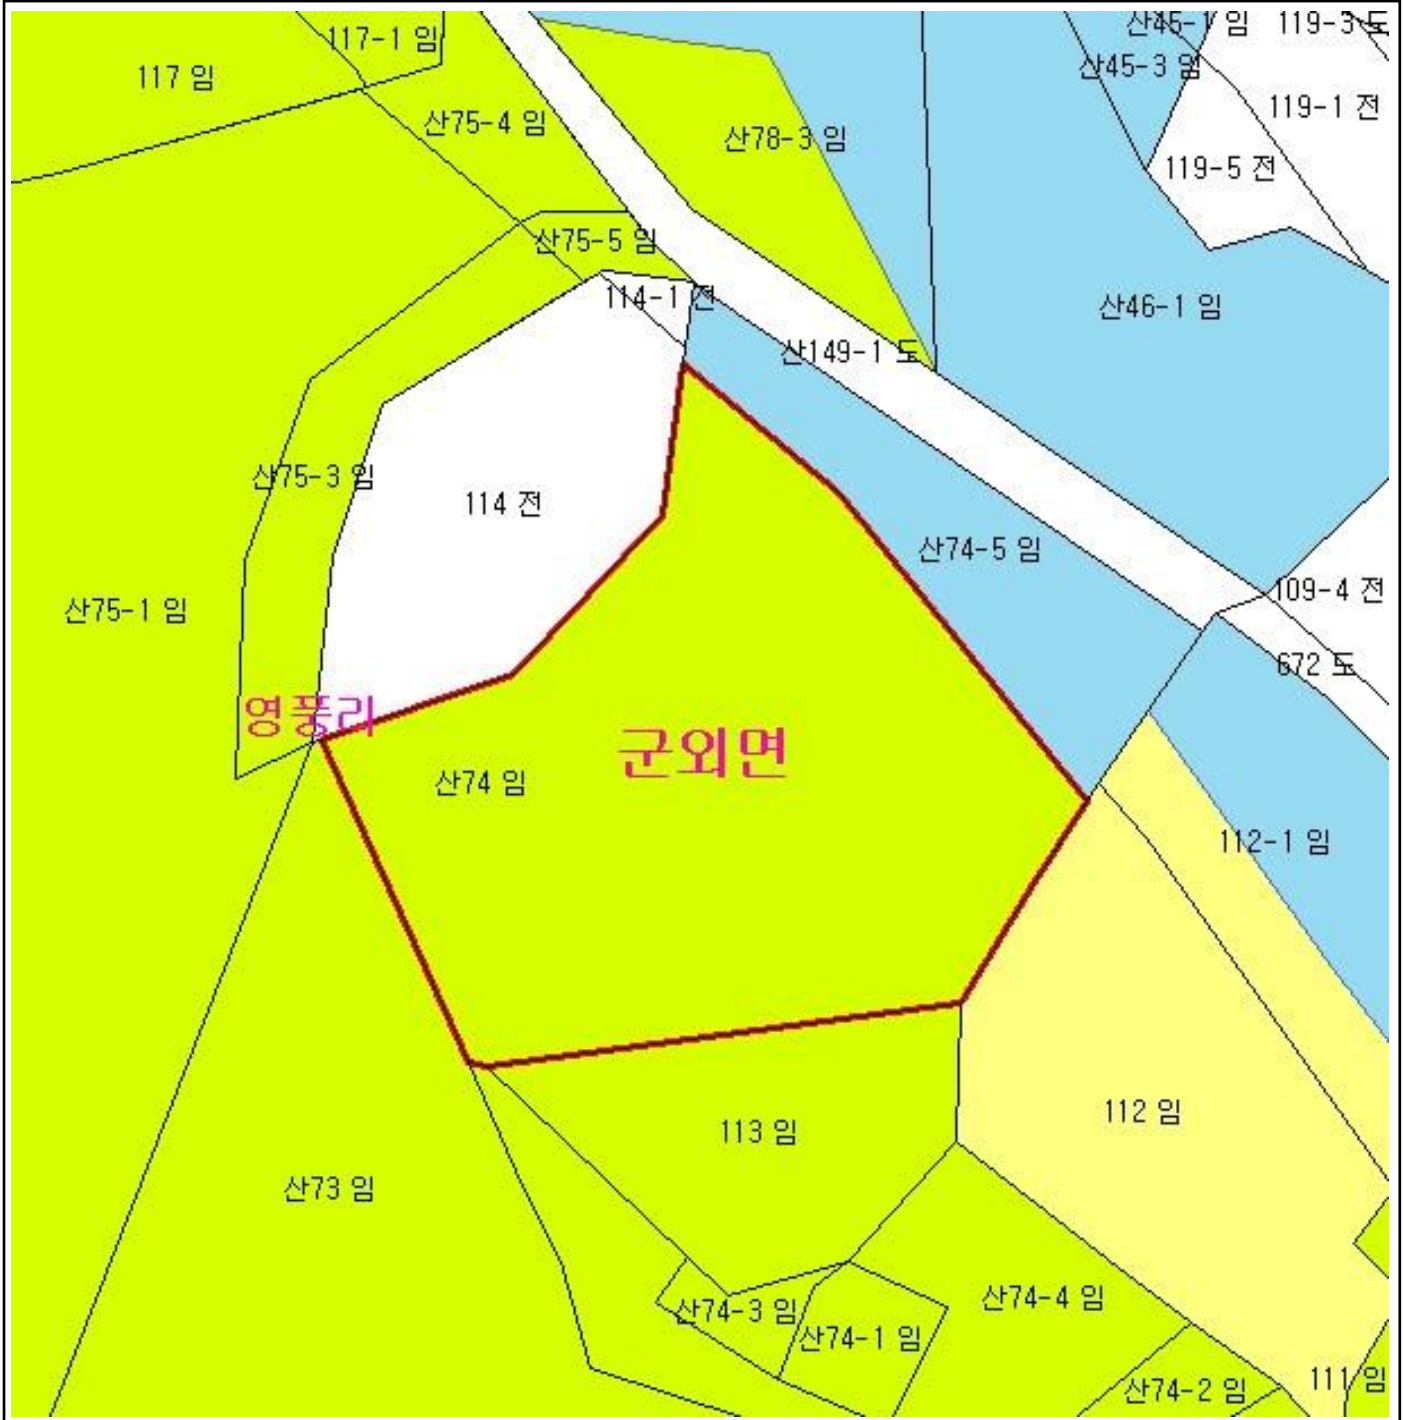 산45-1 임
119-3 도
117-1 임
117 임
산45-3 임
119-1 전
산75-4 임
산78-3 임
119-5 전
산75-5 임
114-1 전
산46-1 임
산149-1 도
산75-3 임
114 전
산74-5 임
109-4 전
산75-1 임
672 도
영풍리
군외면
산74 임
112-1 임
112 임
113 임
산73 임
산74-4 임
산74-3 임
산74-1 임
111 임
산74-2 임